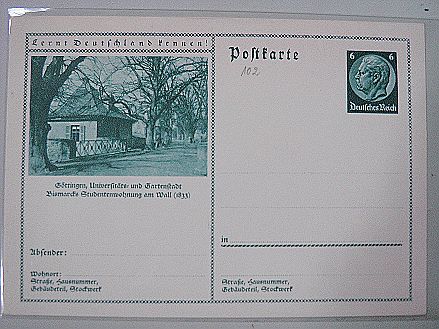 Lernt Deutschland kennen!
Postkarte
102
6 6
Deutsches Reich
Göttingen, Universitäts- und Gartenstadt
Bismarcks Studentenwohnung am Wall (1833)
Absender:
Wohnort:
Straße, Hausnummer,
Gebäudeteil, Stockwerk
in
Straße, Hausnummer,
Gebäudeteil, Stockwerk